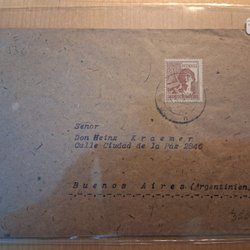 Señor
Don Heinz Kraemer
Calle Ciudad de la Paz 2046
Buenos Aires (Argentinien)